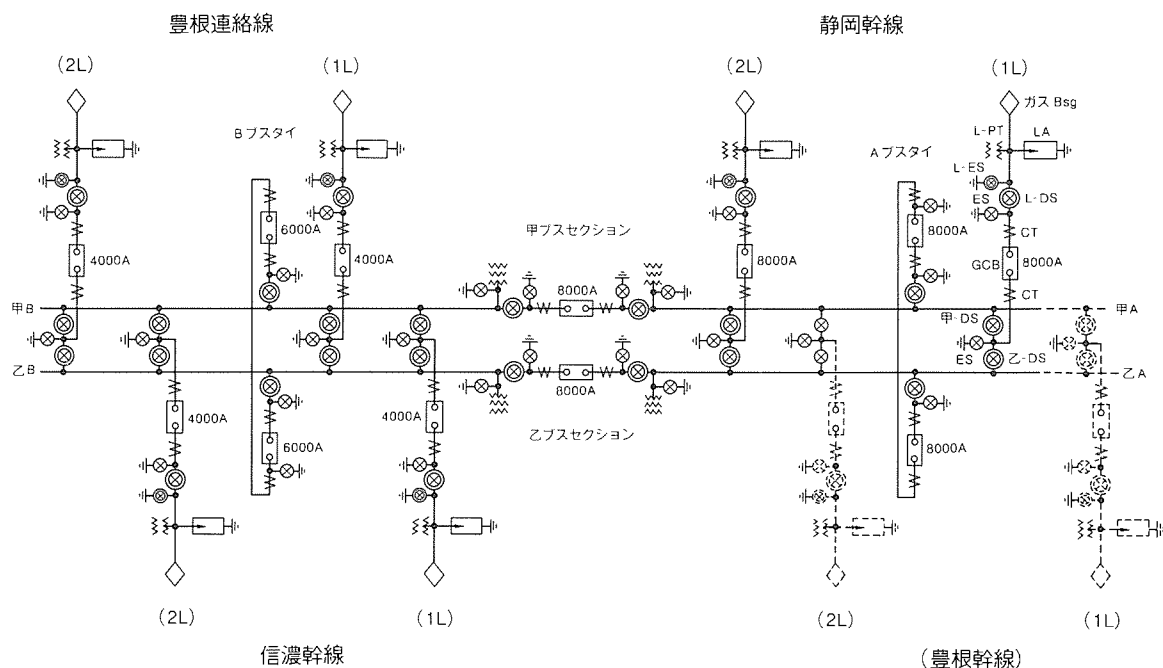 豊根連絡線
静岡幹線
(2L)
(1L)
(2L)
(1L)
ガス Bsg
Bブスタイ
L-PT
LA
Aブスタイ
L-ES
ES
L-DS
6000A
8000A
甲ブスセクション
CT
4000A
4000A
8000A
GCB
8000A
8000A
CT
甲B
甲A
甲-DS
ES
乙-DS
乙B
乙A
8000A
4000A
4000A
6000A
乙ブスセクション
8000A
(2L)
(1L)
(2L)
(1L)
信濃幹線
(豊根幹線)